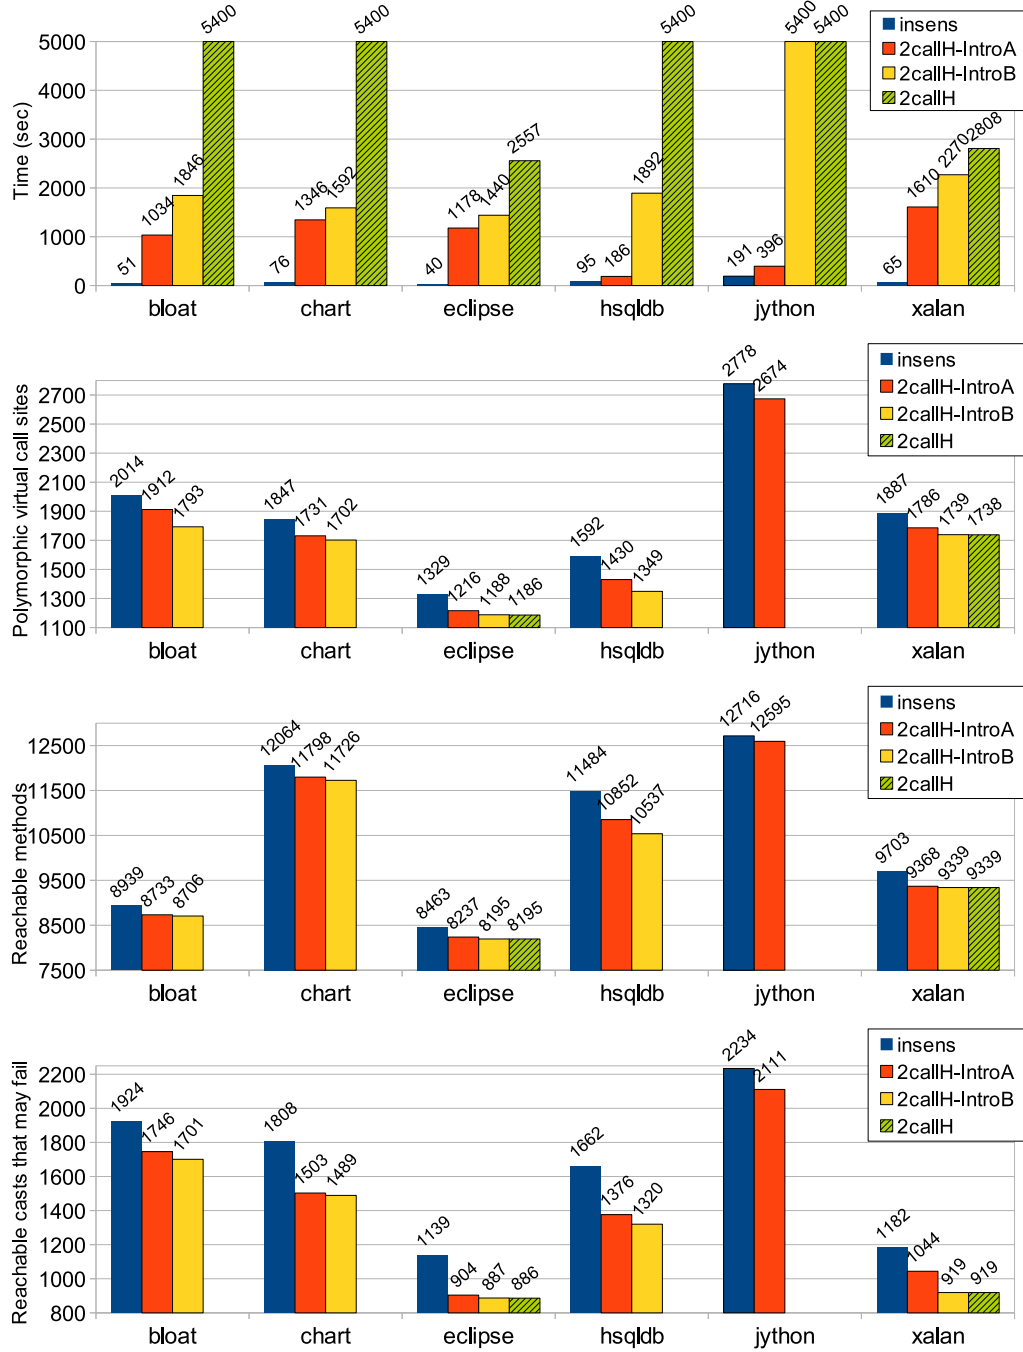 5400 5400 5400 5400 5400
insens
2callH-IntroA
2callH-IntroB
2callH
Time (sec)
5000
4000
3000
2000
1000
0
51 1034 1846
76 1346 1592
40 1178 1440 2557
95 186 1892
191 396
65 1610 2270 2808
bloat chart eclipse hsqldb jython xalan
insens
2callH-IntroA
2callH-IntroB
2callH
Polymorphic virtual call sites
2700
2500
2300
2100
1900
1700
1500
1300
1100
2014 1912 1793
1847 1731 1702
1329 1216 1188 1186
1592 1430 1349
2778 2674
1887 1786 1739 1738
bloat chart eclipse hsqldb jython xalan
insens
2callH-IntroA
2callH-IntroB
2callH
Reachable methods
12500
11500
10500
9500
8500
7500
8939 8733 8706
12064 11798 11726
8463 8237 8195 8195
11484 10852 10537
12716 12595
9703 9368 9339 9339
bloat chart eclipse hsqldb jython xalan
insens
2callH-IntroA
2callH-IntroB
2callH
Reachable casts that may fail
2200
2000
1800
1600
1400
1200
1000
800
1924 1746 1701
1808 1503 1489
1139 904 887 886
1662 1376 1320
2234 2111
1182 1044 919 919
bloat chart eclipse hsqldb jython xalan